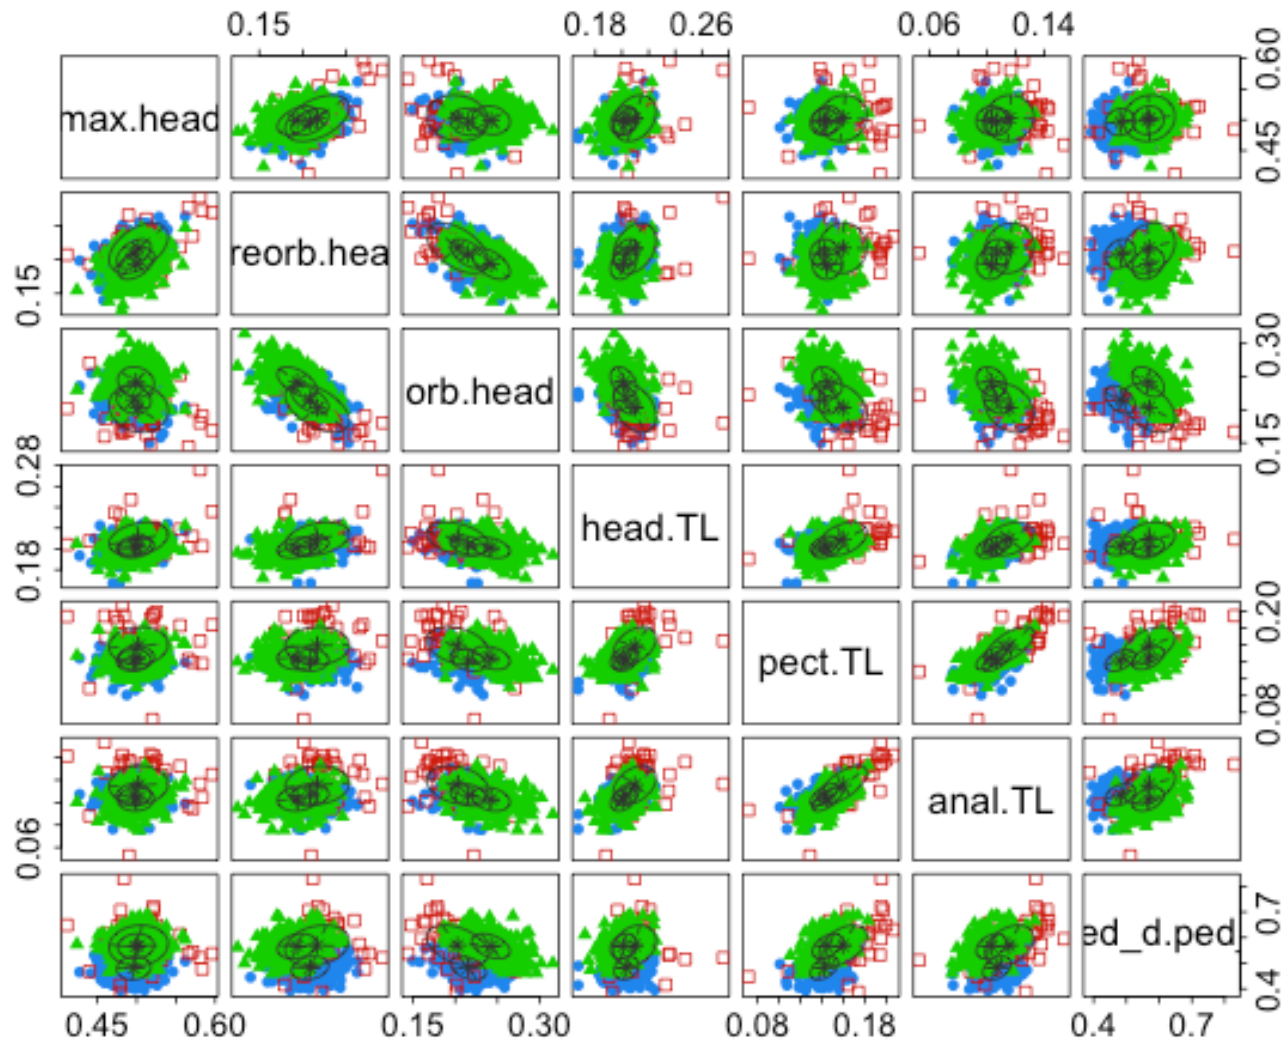 0.15 0.18 0.26 0.06 0.14
max.head 0.45 0.60
0.15 reorb.hea
orb.head 0.15 0.30
0.18 0.28 head.TL
pect.TL 0.08 0.20
0.06 anal.TL
ed_d.ped 0.4 0.7
0.45 0.60 0.15 0.30 0.08 0.18 0.4 0.7